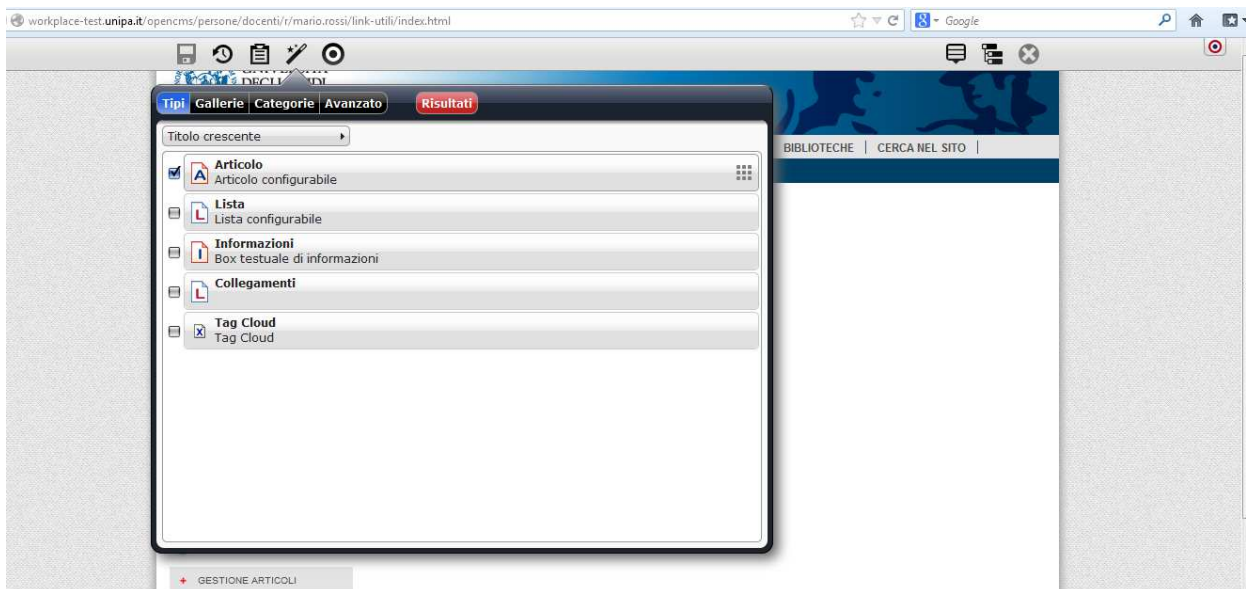 workplace-test.unipa.it/opencms/persone/docenti/r/mario.rossi/link-utili/index.html
Google
Tipi Gallerie Categorie Avanzato Risultati
Titolo crescente
BIBLIOTECHE | CERCA NEL SITO |
Articolo
Articolo configurabile
Lista
Lista configurabile
Informazioni
Box testuale di informazioni
Collegamenti
Tag Cloud
Tag Cloud
+ GESTIONE ARTICOLI